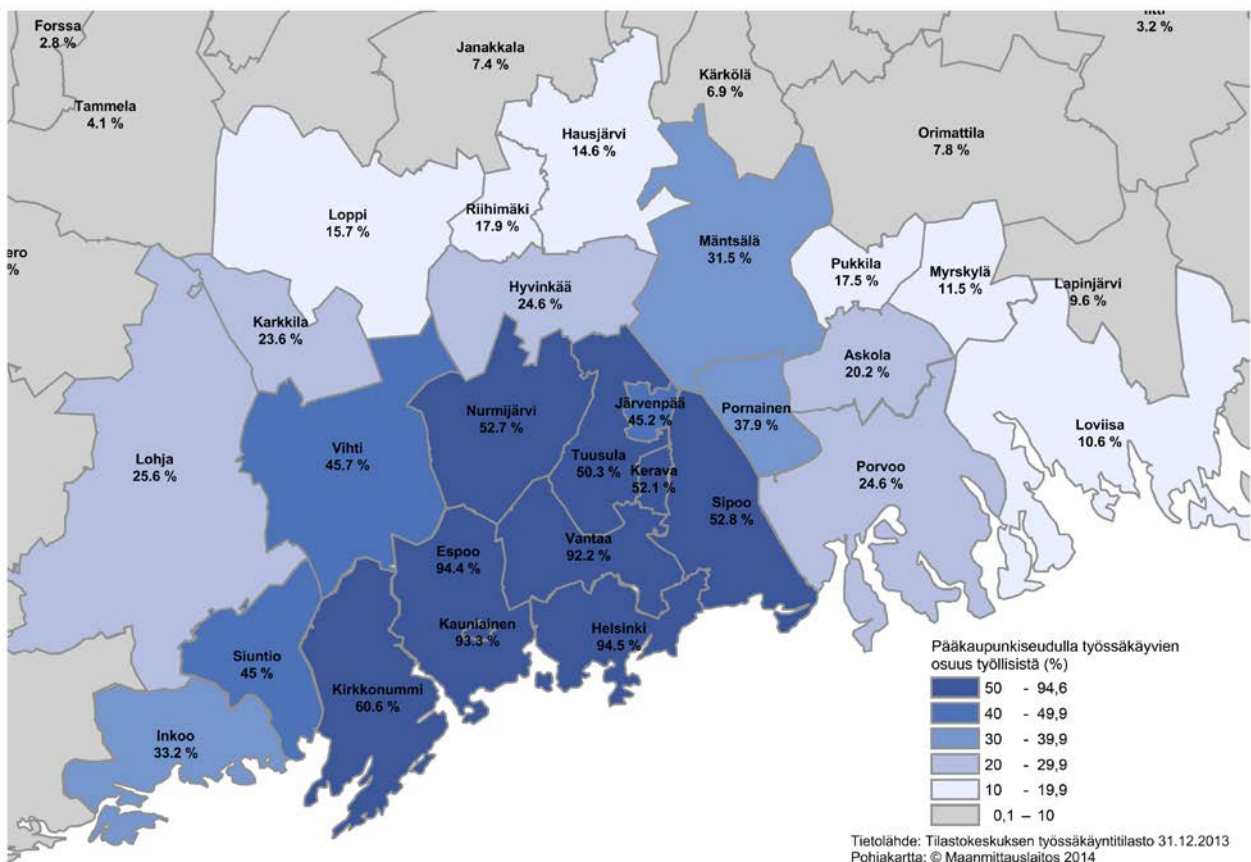 Forssa
2.8 %
Janakkala
7.4 %
3.2 %
Kärkölä
6.9 %
Tammela
4.1 %
Hausjärvi
14.6 %
Orimattila
7.8 %
Loppi
15.7 %
Riihimäki
17.9 %
Mäntsälä
31.5 %
Pukkila
17.5 %
Myrskylä
11.5 %
Lapinjärvi
9.6 %
ero
%
Hyvinkää
24.6 %
Karkkila
23.6 %
Askola
20.2 %
Nurmijärvi
52.7 %
Järvenpää
45.2 %
Pornainen
37.9 %
Loviisa
10.6 %
Lohja
25.6 %
Vihti
45.7 %
Tuusula
50.3 %
Kerava
52.1 %
Porvoo
24.6 %
Sipoo
52.8 %
Espoo
94.4 %
Vantaa
92.2 %
Kauniainen
93.3 %
Helsinki
94.5 %
Siuntio
45 %
Kirkkonummi
60.6 %
Inkoo
33.2 %
Pääkaupunkiseudulla työssäkäyvien
osuus työllisistä (%)
50 - 94,6
40 - 49,9
30 - 39,9
20 - 29,9
10 - 19,9
0,1 – 10
Tietolähde: Tilastokeskuksen työssäkäyntitilasto 31.12.2013
Pohjakartta: © Maanmittauslaitos 2014